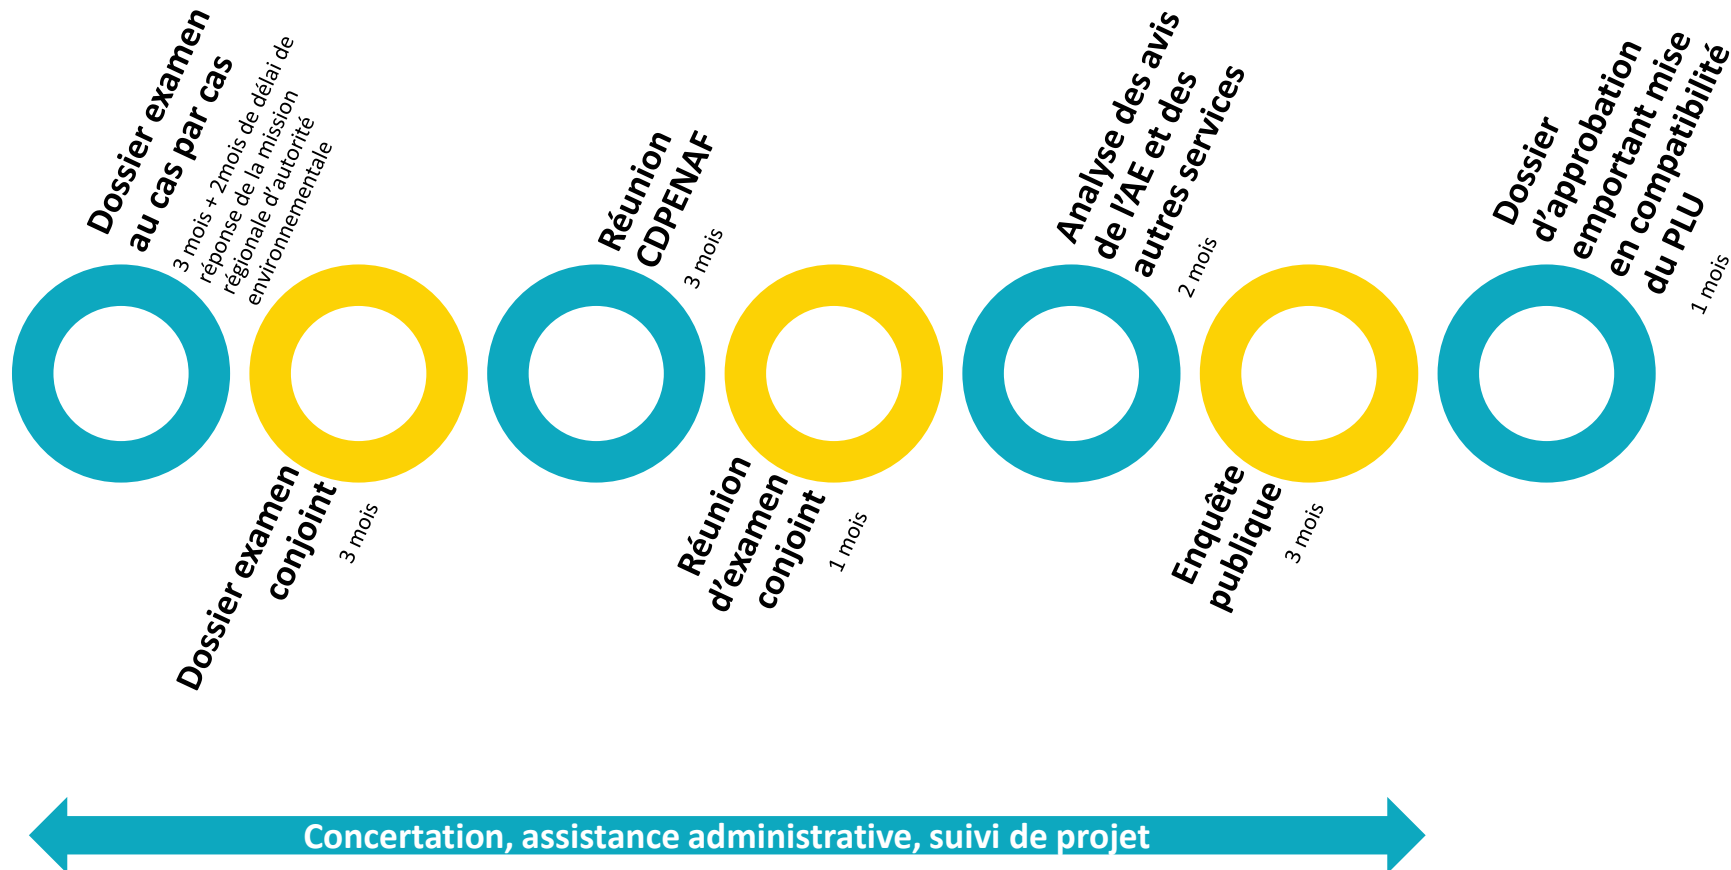 Dossier examen
au cas par cas
3 mois + 2mois de délai de
réponse de la mission
régionale d'autorité
environnementale
Dossier examen
conjoint
3 mois
Réunion
CDPENAF
3 mois
Réunion
d'examen
conjoint
1 mois
Analyse des avis
de l'AE et des
autres services
2 mois
Enquête
publique
3 mois
Dossier
d'approbation
emportant mise
en compatibilité
du PLU
1 mois
Concertation, assistance administrative, suivi de projet